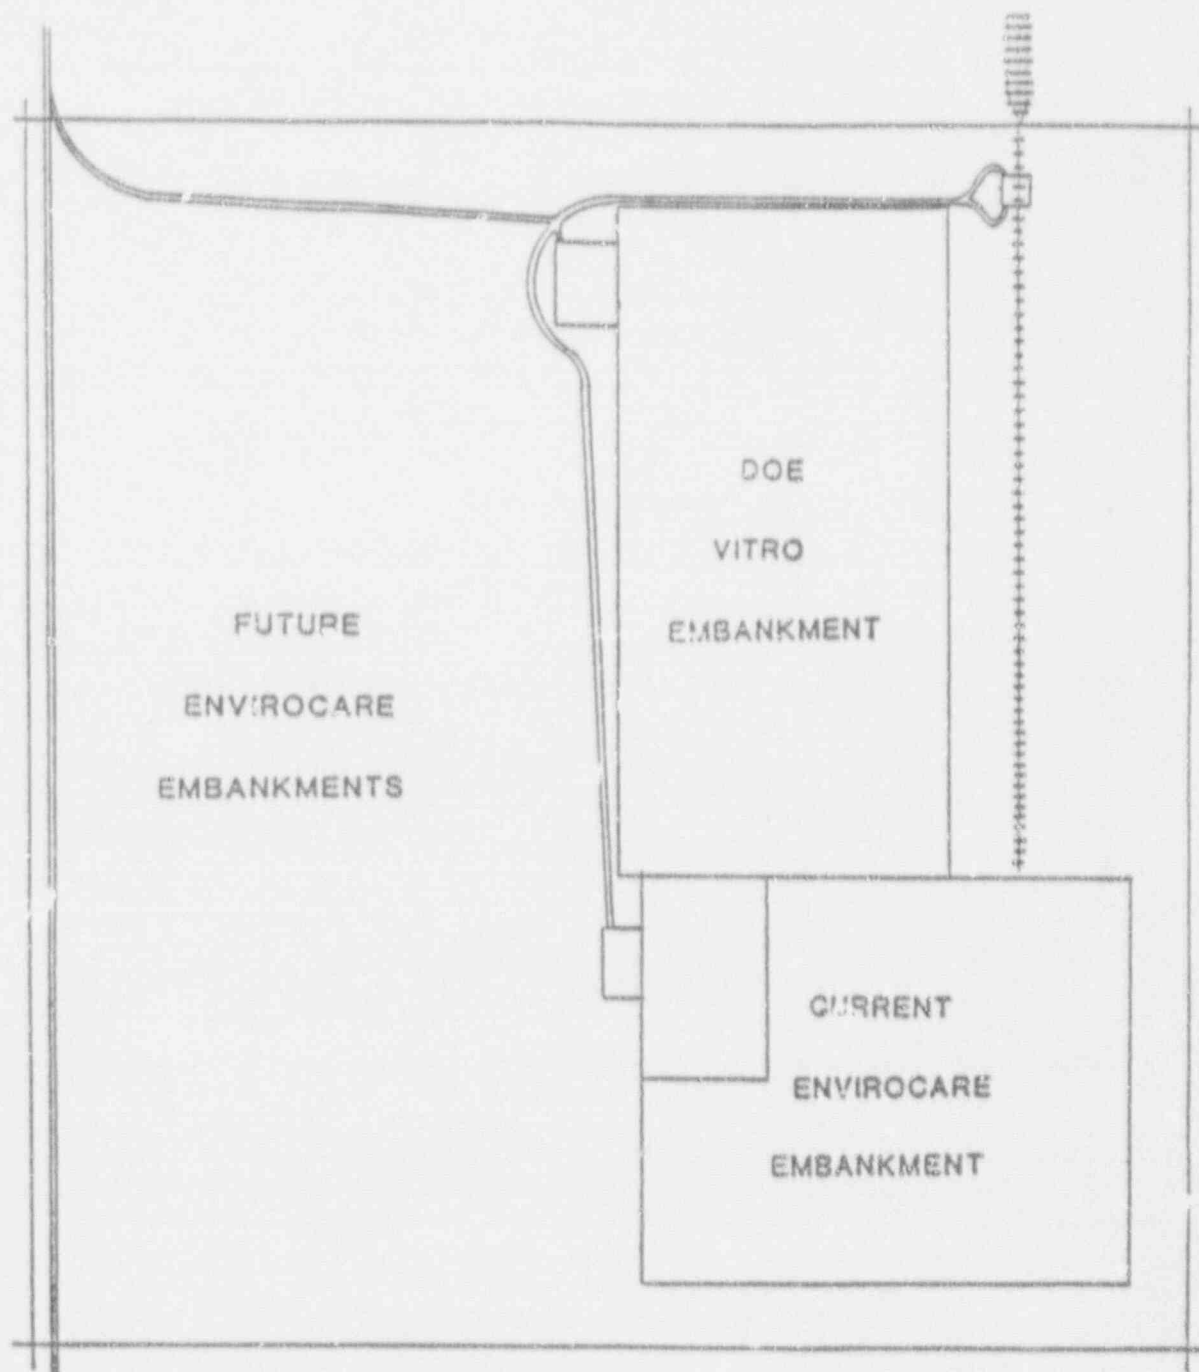 DOE
VITRO
EMBANKMENT
FUTURE
ENVIROCARE
EMBANKMENTS
CURRENT
ENVIROCARE
EMBANKMENT